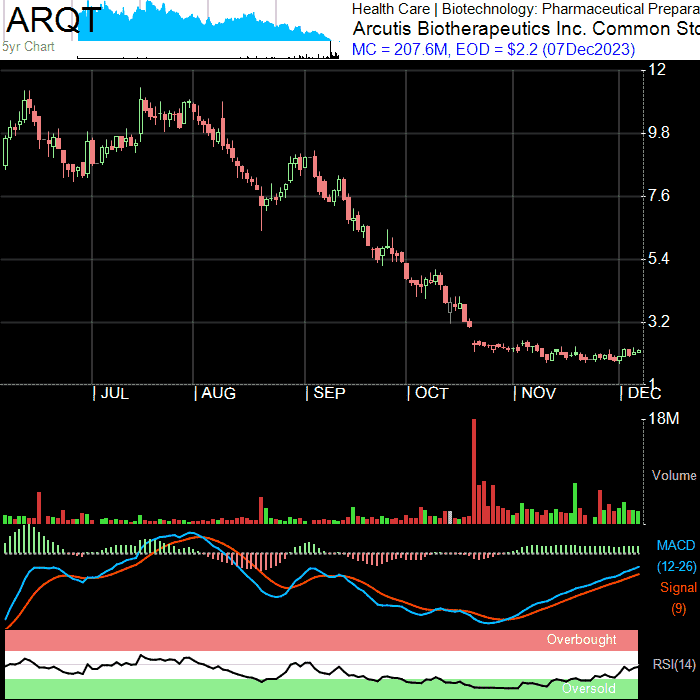 ARQT
5yr Chart
Health Care | Biotechnology: Pharmaceutical Prepara
Arcutis Biotherapeutics Inc. Common Sto
MC = 207.6M, EOD = $2.2 (07Dec2023)
12
9.8
7.6
5.4
3.2
1
JUL AUG SEP OCT NOV DEC
18M
Volume
MACD
(12-26)
Signal
(9)
Overbought
RSI(14)
Oversold